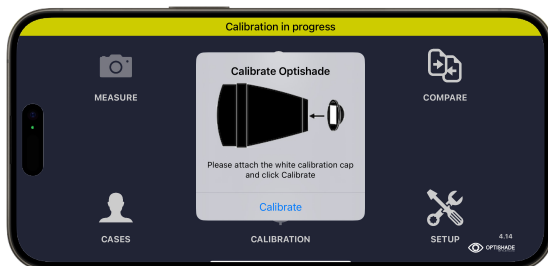 Calibration in progress
Calibrate Optishade
MEASURE
COMPARE
Please attach the white calibration cap
and click Calibrate
Calibrate
CASES
CALIBRATION
SETUP
4.14
OPTISHADE